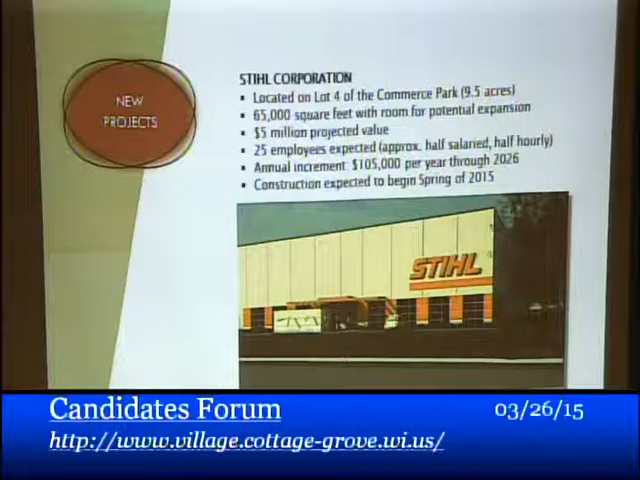 NEW
PROJECTS
STIHL CORPORATION
▪ Located on Lot 4 of the Commerce Park (9.5 acres)
▪ 65,000 square feet with room for potential expansion
▪ $5 million projected value
▪ 25 employees expected (approx. half salaried, half hourly)
▪ Annual increment: $105,000 per year through 2026
▪ Construction expected to begin Spring of 2015
STIHL
Candidates Forum 03/26/15
http://www.village.cottage-grove.wi.us/